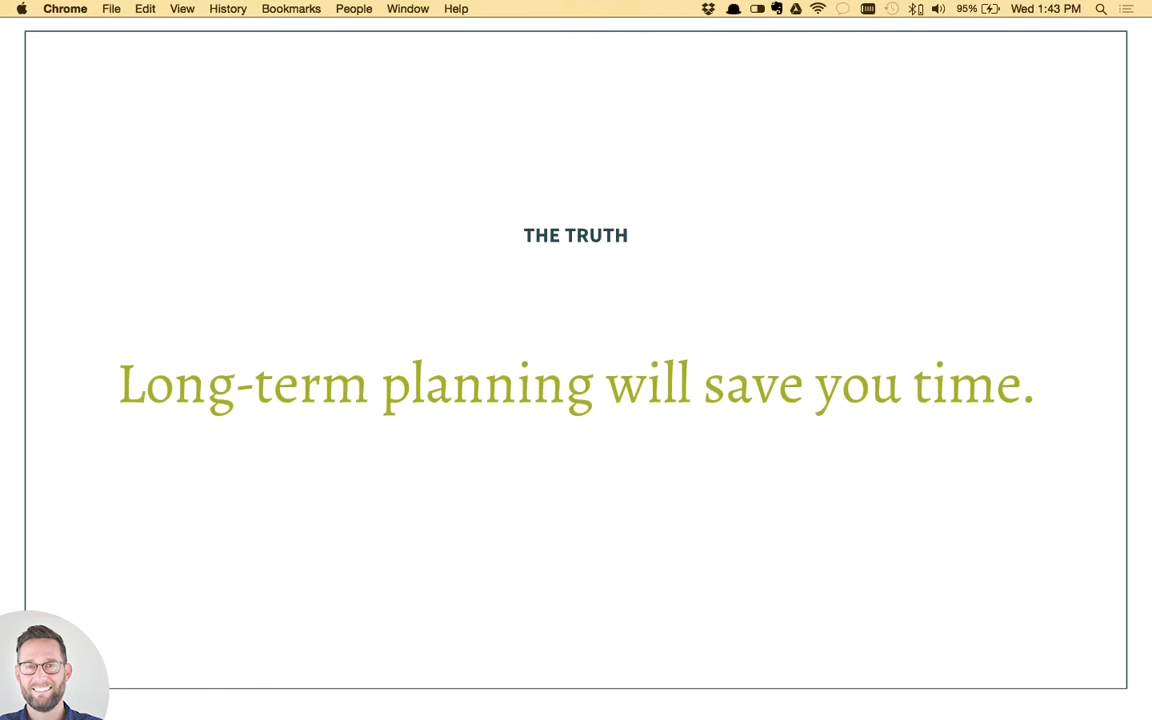 Chrome File Edit View History Bookmarks People Window Help 95% Wed 1:43 PM
THE TRUTH
Long-term planning will save you time.